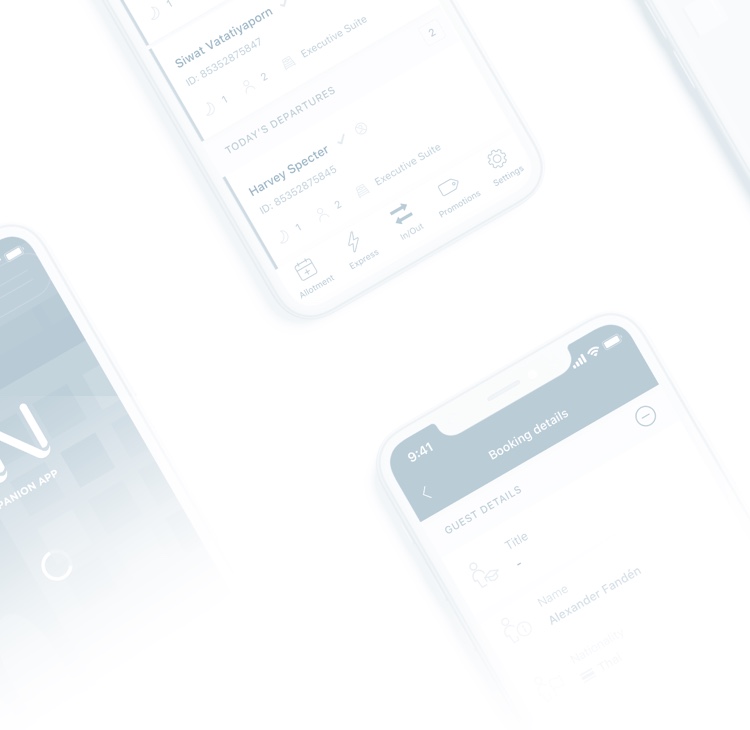 1
Siwat Vatatiyaporn
ID: 85352875847
1 2 Executive Suite
TODAY'S DEPARTURES 2
Harvey Specter
ID: 85352875845
1 2 Executive Suite
Allotment Express In/Out Promotions Settings
N
PANION APP
9:41
Booking details
GUEST DETAILS
Title
-
Name
Alexander Fandén
Nationality
Thai